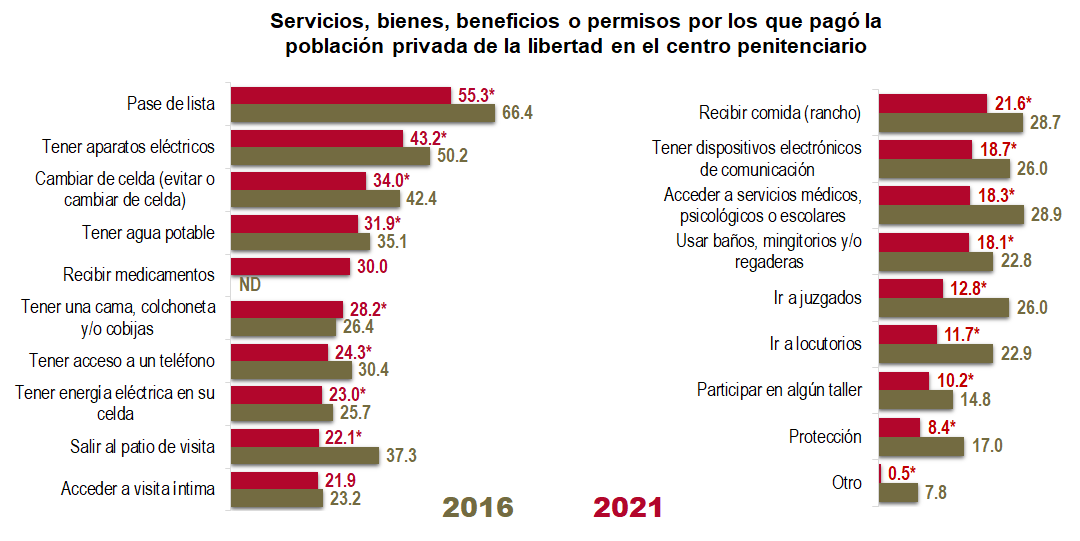 Servicios, bienes, beneficios o permisos por los que pagó la
población privada de la libertad en el centro penitenciario
Pase de lista
55.3*
66.4
Tener aparatos eléctricos
43.2*
50.2
Cambiar de celda (evitar o
cambiar de celda)
34.0*
42.4
Tener agua potable
31.9*
35.1
Recibir medicamentos
30.0
ND
Tener una cama, colchoneta
y/o cobijas
28.2*
26.4
Tener acceso a un teléfono
24.3*
30.4
Tener energía eléctrica en su
celda
23.0*
25.7
Salir al patio de visita
22.1*
37.3
Acceder a visita íntima
21.9
23.2
Recibir comida (rancho)
21.6*
28.7
Tener dispositivos electrónicos
de comunicación
18.7*
26.0
Acceder a servicios médicos,
psicológicos o escolares
18.3*
28.9
Usar baños, mingitorios y/o
regaderas
18.1*
22.8
Ir a juzgados
12.8*
26.0
Ir a locutorios
11.7*
22.9
Participar en algún taller
10.2*
14.8
Protección
8.4*
17.0
Otro
0.5*
7.8
2016
2021